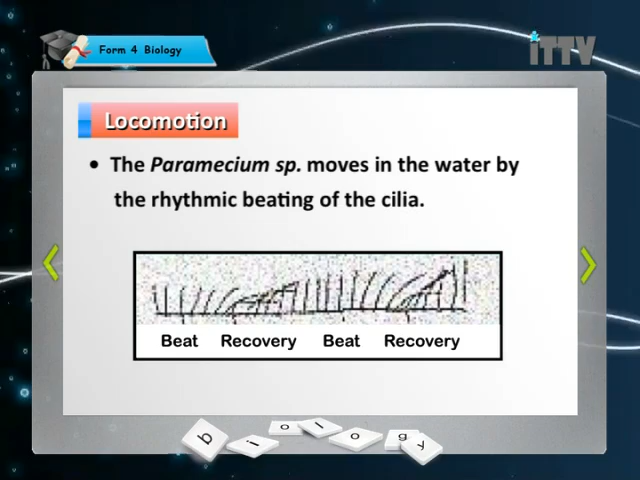 Form 4 Biology
iTTV
Locomotion
• The Paramecium sp. moves in the water by
the rhythmic beating of the cilia.
Beat Recovery Beat Recovery
biology